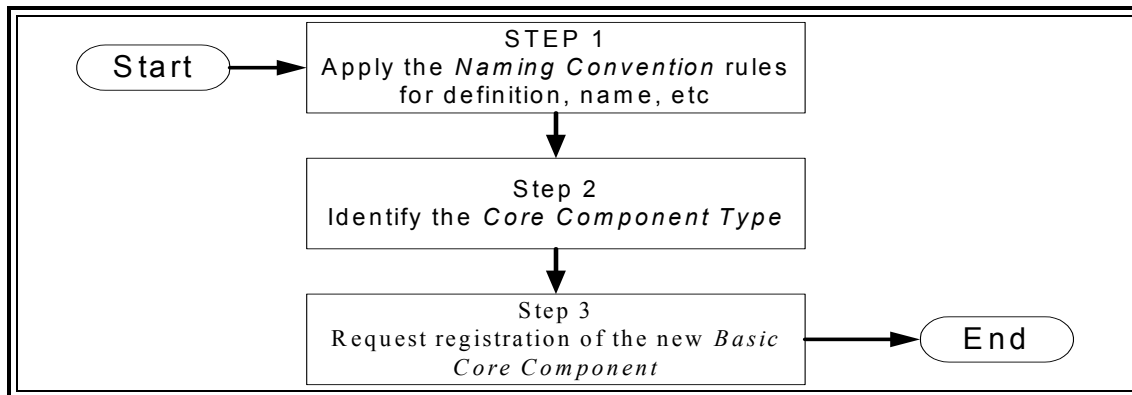 Start
STEP 1
Apply the Naming Convention rules
for definition, name, etc
Step 2
Identify the Core Component Type
Step 3
Request registration of the new Basic
Core Component
End